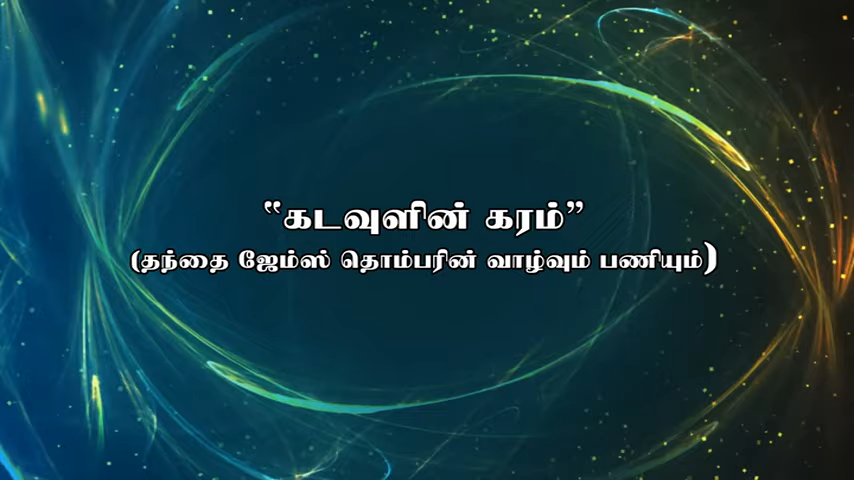 “கடவுளின் கரம்”
(தந்தை ஜேம்ஸ் தொம்பரின் வாழ்வும் பணியும்)